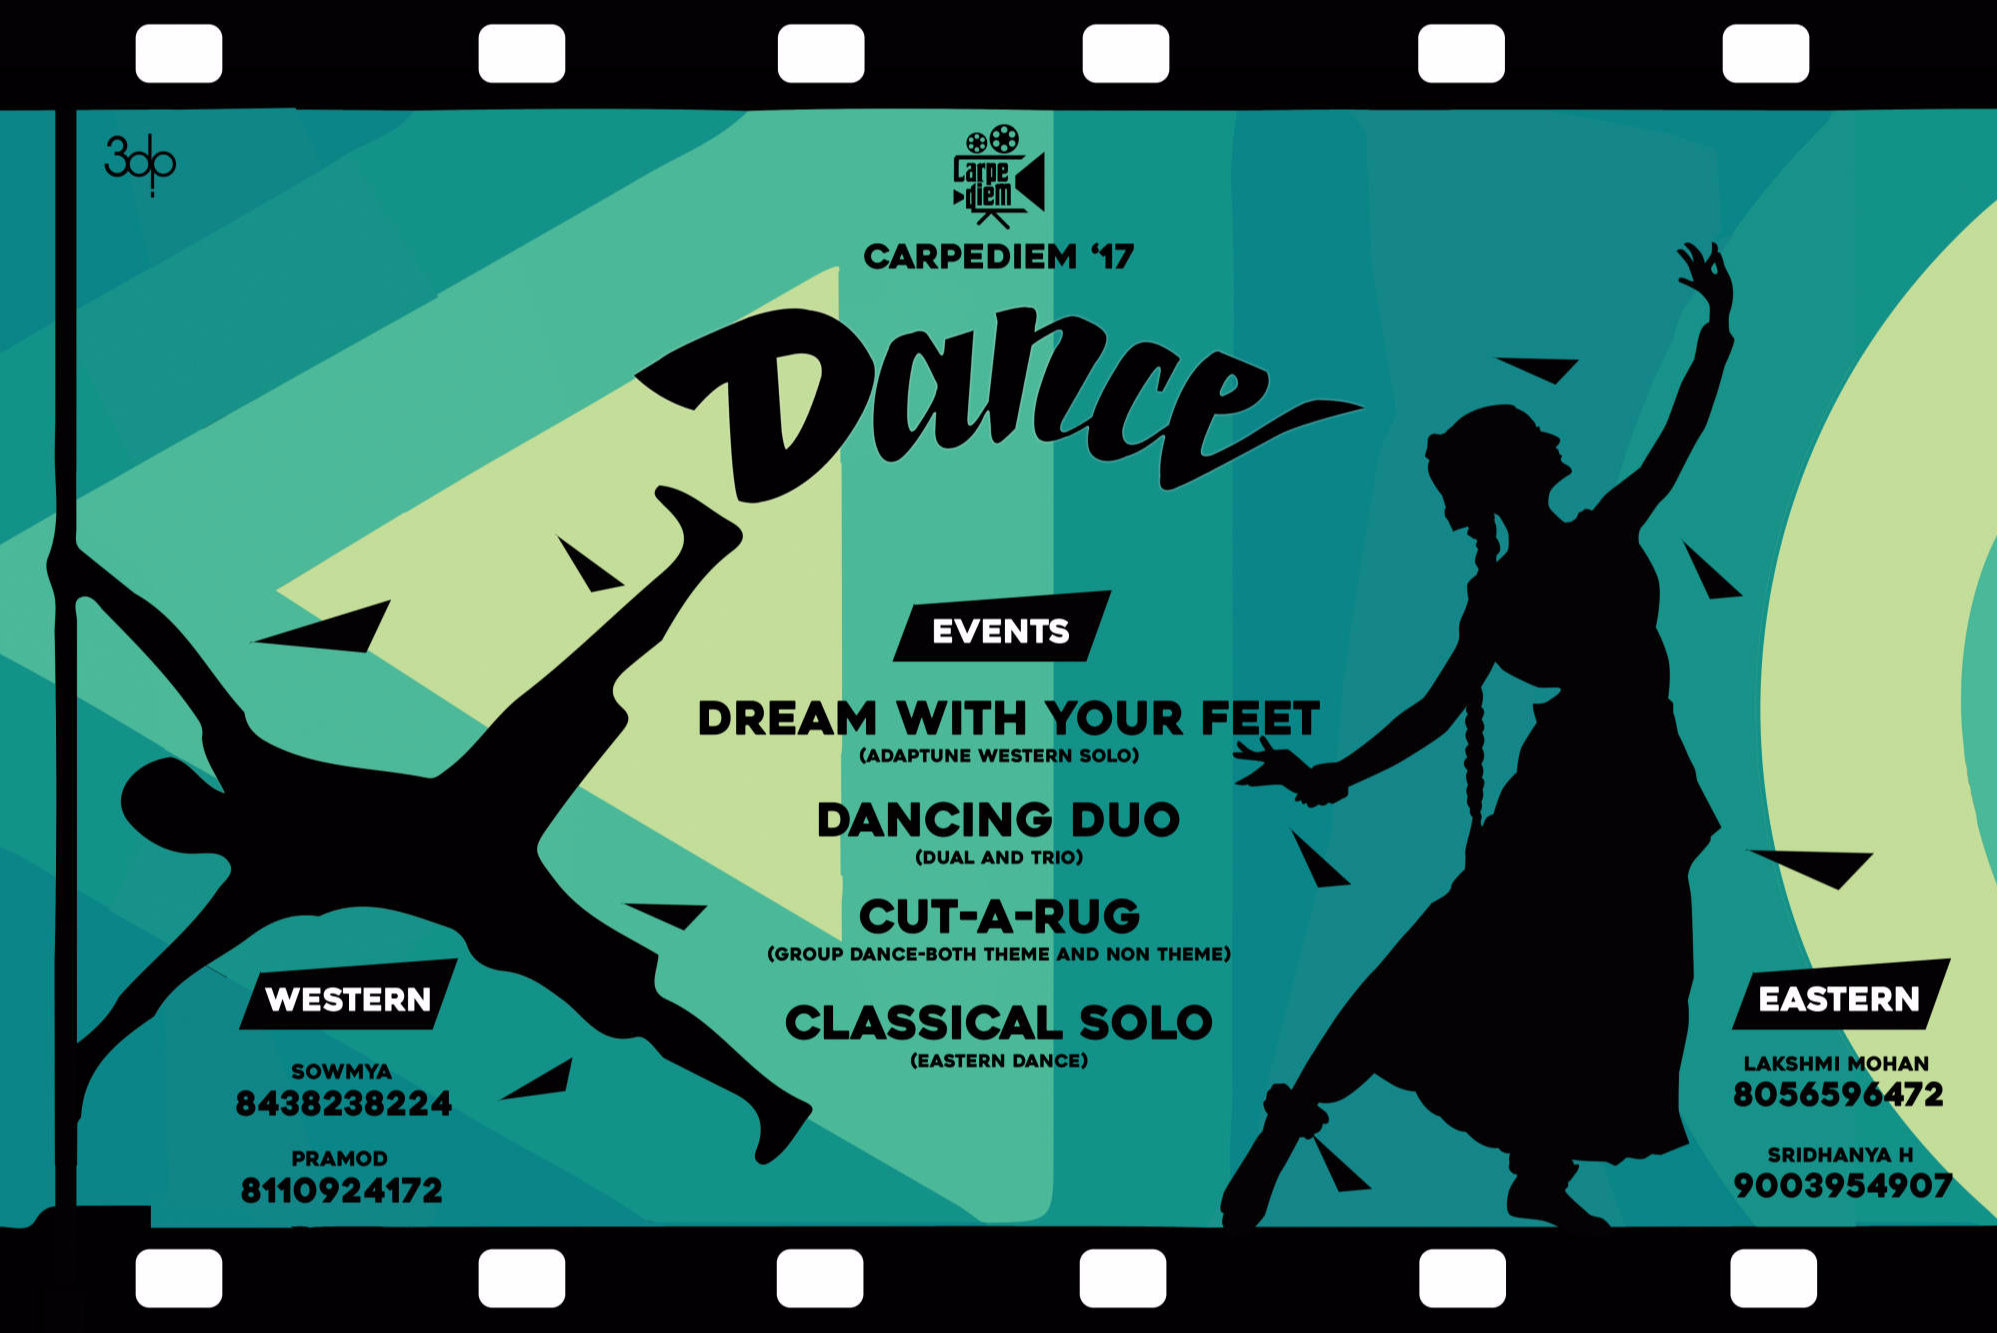 3dp
Carpe
diem
CARPEDIEM ‘17
Dance
EVENTS
DREAM WITH YOUR FEET
(ADAPTUNE WESTERN SOLO)
DANCING DUO
(DUAL AND TRIO)
CUT-A-RUG
(GROUP DANCE-BOTH THEME AND NON THEME)
CLASSICAL SOLO
(EASTERN DANCE)
WESTERN
SOWMYA
8438238224
PRAMOD
8110924172
EASTERN
LAKSHMI MOHAN
8056596472
SRIDHANYA H
9003954907